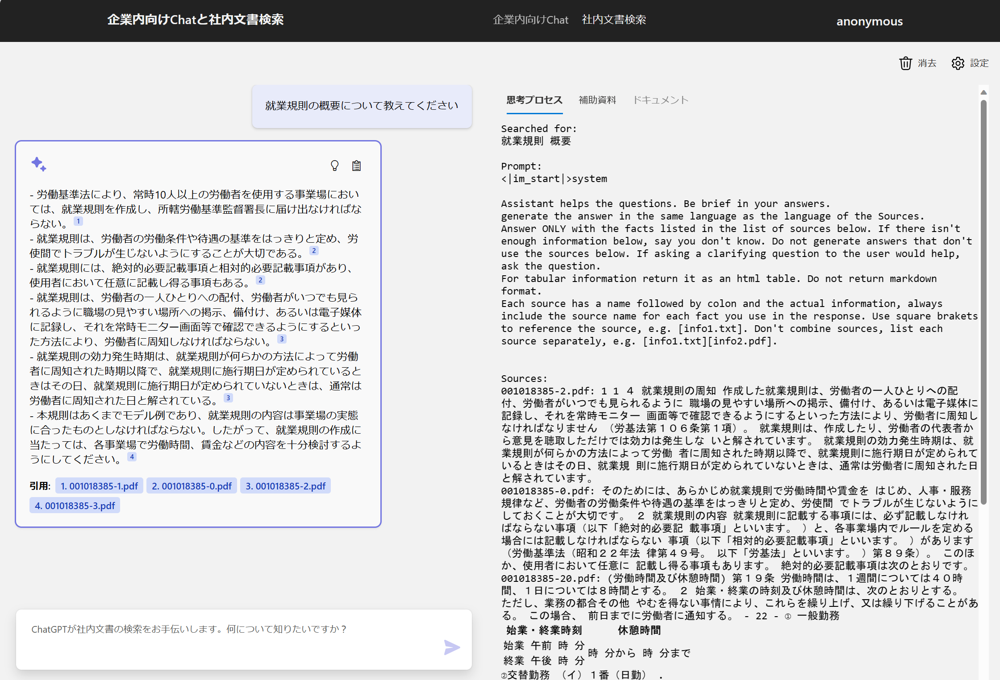 企業内向けChatと社内文書検索
企業内向けChat 社内文書検索
anonymous
消去 設定
就業規則の概要について教えてください
- 労働基準法により、常時10人以上の労働者を使用する事業場におい
ては、就業規則を作成し、所轄労働基準監督署長に届け出なければな
らない。 1
- 就業規則は、労働者の労働条件や待遇の基準をはっきりと定め、労
使間でトラブルが生じないようにすることが大切である。 2
- 就業規則には、絶対的必要記載事項と相対的必要記載事項があり、
使用者において任意に記載し得る事項もある。 2
- 就業規則は、労働者の一人ひとりへの配付、労働者がいつでも見ら
れるように職場の見やすい場所への掲示、備付け、あるいは電子媒体
に記録し、それを常時モニター画面等で確認できるようにするといっ
た方法により、労働者に周知しなければならない。 3
- 就業規則の効力発生時期は、就業規則が何らかの方法によって労働
者に周知された時期以降で、就業規則に施行期日が定められていると
きはその日、就業規則に施行期日が定められていないときは、通常は
労働者に周知された日と解されている。 3
- 本規則はあくまでモデル例であり、就業規則の内容は事業場の実態
に合ったものとしなければならない。したがって、就業規則の作成に
当たっては、各事業場で労働時間、賃金などの内容を十分検討するよ
うにしてください。 4
引用: 1. 001018385-1.pdf 2. 001018385-0.pdf 3. 001018385-2.pdf
4. 001018385-3.pdf
ChatGPTが社内文書の検索をお手伝いします。何について知りたいですか？
思考プロセス 補助資料 ドキュメント
Searched for:
就業規則 概要
Prompt:
<|im_start|>system
Assistant helps the questions. Be brief in your answers.
generate the answer in the same language as the language of the Sources.
Answer ONLY with the facts listed in the list of sources below. If there isn't
enough information below, say you don't know. Do not generate answers that don't
use the sources below. If asking a clarifying question to the user would help,
ask the question.
For tabular information return it as an html table. Do not return markdown
format.
Each source has a name followed by colon and the actual information, always
include the source name for each fact you use in the response. Use square brakets
to reference the source, e.g. [info1.txt]. Don't combine sources, list each
source separately, e.g. [info1.txt][info2.pdf].
Sources:
001018385-2.pdf: １ １ ４ 就業規則の周知 作成した就業規則は、労働者の一人ひとりへの配
付、労働者がいつでも見られるように 職場の見やすい場所への掲示、備付け、あるいは電子媒体に
記録し、それを常時モニター 画面等で確認できるようにするといった方法により、労働者に周知し
なければなりません （労基法第１０６条第１項）。 就業規則は、作成したり、労働者の代表者か
ら意見を聴取しただけでは効力は発生しな いと解されています。 就業規則の効力発生時期は、就
業規則が何らかの方法によって労働 者に周知された時期以降で、就業規則に施行期日が定められて
いるときはその日、就業規 則に施行期日が定められていないときは、通常は労働者に周知された日
と解されています。
001018385-0.pdf: そのためには、あらかじめ就業規則で労働時間や賃金を はじめ、人事・服務
規律など、労働者の労働条件や待遇の基準をはっきりと定め、労使間 でトラブルが生じないように
しておくことが大切です。 ２ 就業規則の内容 就業規則に記載する事項には、必ず記載しなけれ
ばならない事項（以下「絶対的必要記 載事項」といいます。 ）と、各事業場内でルールを定める
場合には記載しなければならない 事項（以下「相対的必要記載事項」といいます。 ）があります
（労働基準法（昭和２２年法 律第４９号。 以下「労基法」といいます。 ）第８９条）。 このほ
か、使用者において任意に 記載し得る事項もあります。 絶対的必要記載事項は次のとおりです。
001018385-20.pdf: (労働時間及び休憩時間) 第１９条 労働時間は、１週間については４０時
間、１日については８時間とする。 ２ 始業・終業の時刻及び休憩時間は、次のとおりとする。
ただし、業務の都合その他 やむを得ない事情により、これらを繰り上げ、又は繰り下げることがあ
る。 この場合、 前日までに労働者に通知する。 - 22 - ① 一般勤務
始業・終業時刻 休憩時間
始業 午前 時 分
時 分から 時 分まで
終業 午後 時 分
②交替勤務 （イ）１番（日勤） .